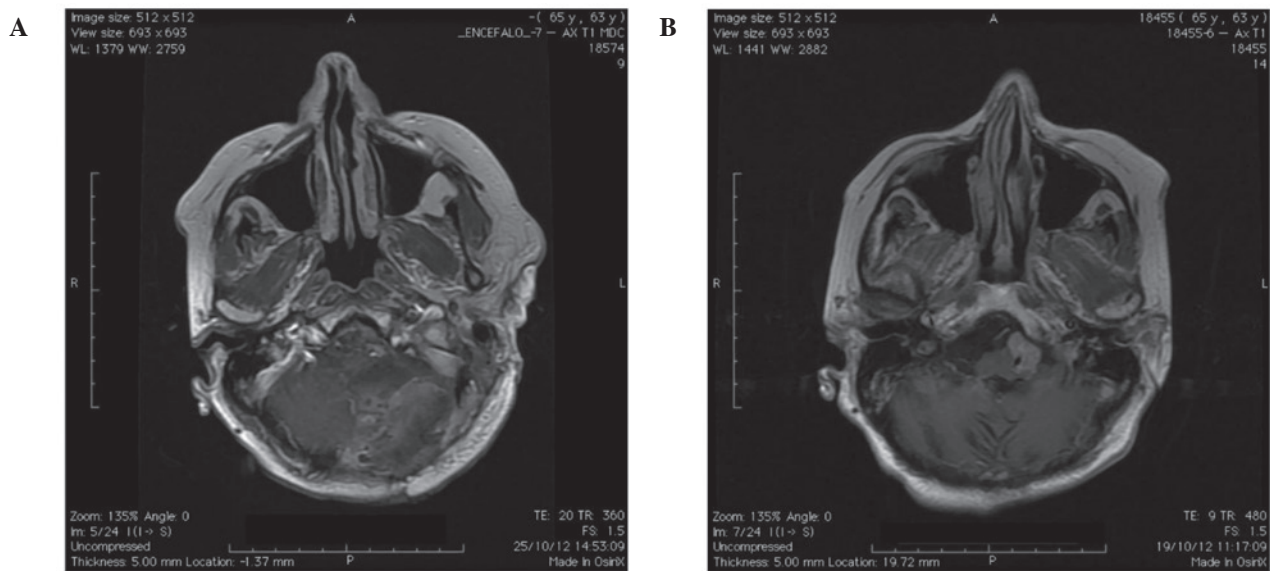 A
Image size: 512 x 512
View size: 693 x 693
WL: 1379 WW: 2759
A
-( 65 y, 63 y )
_ENCEFALO_-7 — AX T1 MDC
18574
9
R
L
Zoom: 135% Angle: 0
Im: 5/24 I(I -> S)
Uncompressed
Thickness: 5.00 mm Location: -1.37 mm
P
TE: 20 TR: 360
FS: 1.5
25/10/12 14:53:09
Made In OsiriX
B
Image size: 512 x 512
View size: 693 x 693
WL: 1441 WW: 2882
A
18455 ( 65 y, 63 y )
18455-6 — Ax T1
18455
14
R
L
Zoom: 135% Angle: 0
Im: 7/24 I(I -> S)
Uncompressed
Thickness: 5.00 mm Location: 19.72 mm
P
TE: 9 TR: 480
FS: 1.5
19/10/12 11:17:09
Made In OsiriX